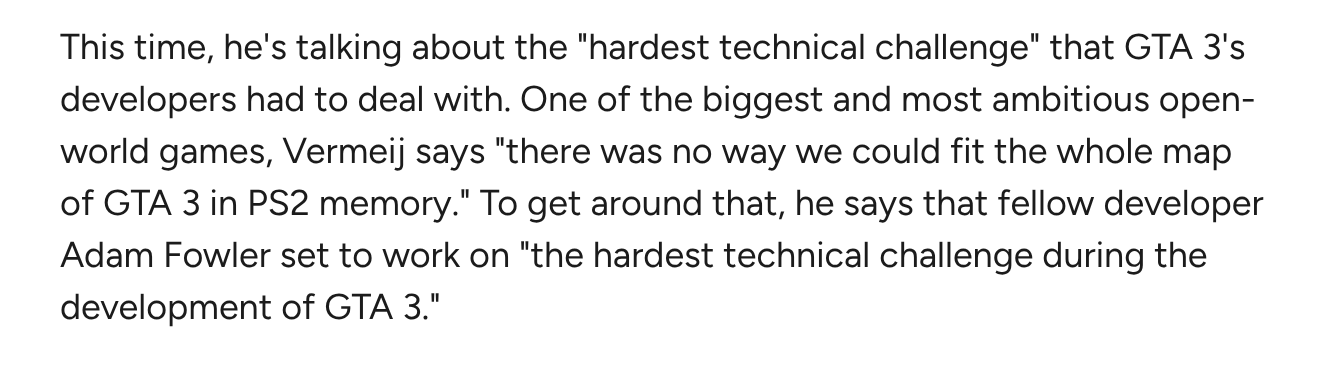 This time, he's talking about the "hardest technical challenge" that GTA 3's
developers had to deal with. One of the biggest and most ambitious open-
world games, Vermeij says "there was no way we could fit the whole map
of GTA 3 in PS2 memory." To get around that, he says that fellow developer
Adam Fowler set to work on "the hardest technical challenge during the
development of GTA 3."